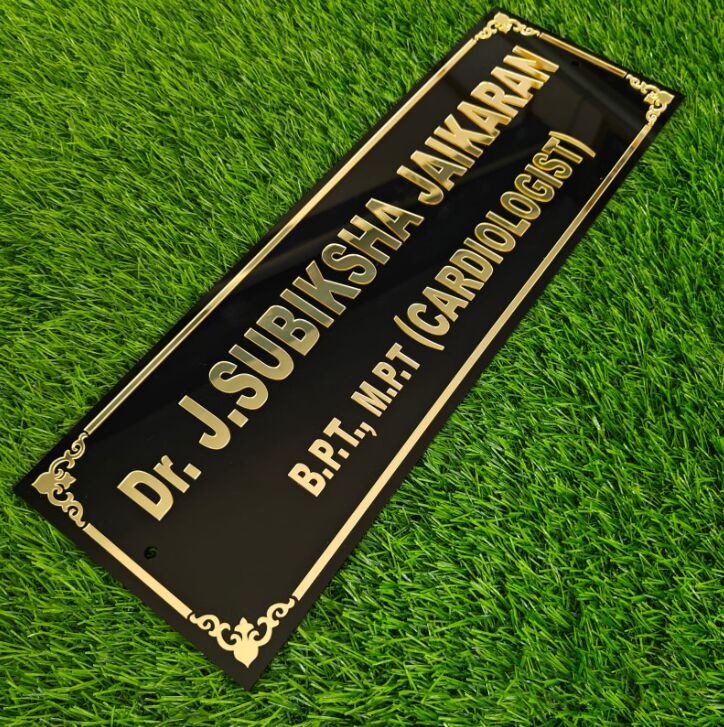 Dr. J.SUBIKSHA JAIKARAN
B.P.T., M.P.T (CARDIOLOGIST)